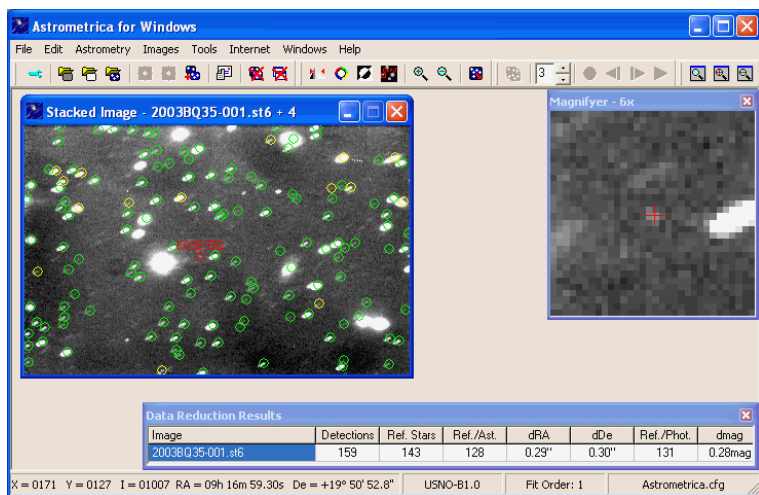 Astrometrica for Windows
File Edit Astrometry Images Tools Internet Windows Help
3
Stacked Image - 2003BQ35-001.st6 + 4
Magnifyer - 6x
Data Reduction Results
Image Detections Ref. Stars Ref./Ast. dRA dDe Ref./Phot. dmag
2003BQ35-001.st6 159 143 128 0.29" 0.30" 131 0.28mag
X = 0171 Y = 0127 I = 01007 RA = 09h 16m 59.30s De = +19° 50' 52.8" USNO-B1.0 Fit Order: 1 Astrometrica.cfg